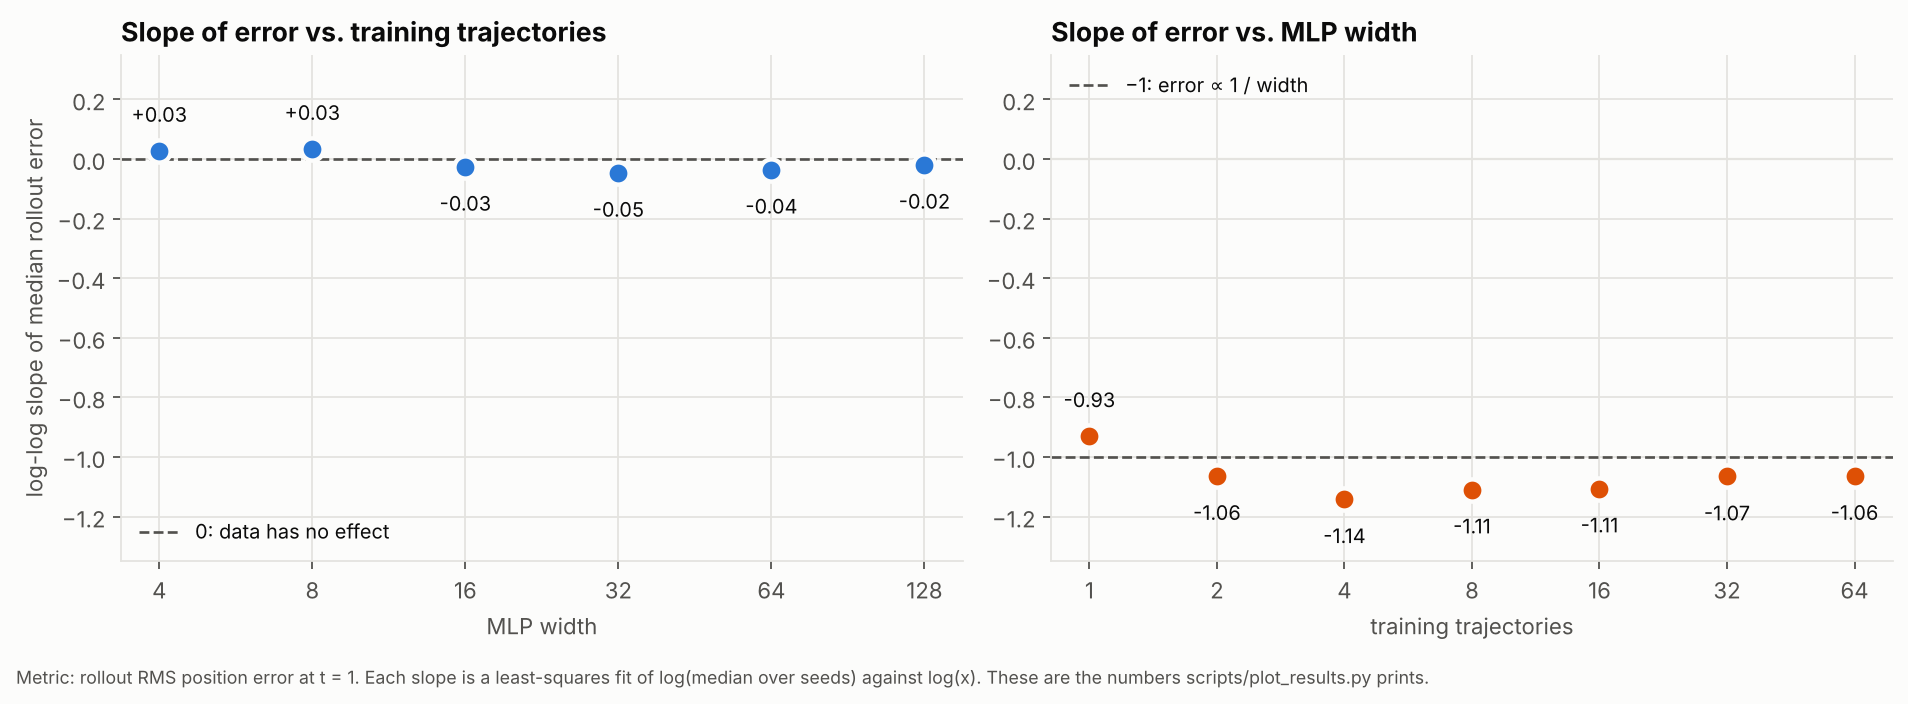 Slope of error vs. training trajectories
log-log slope of median rollout error
0.2
0.0
−0.2
−0.4
−0.6
−0.8
−1.0
−1.2
+0.03
+0.03
-0.03
-0.05
-0.04
-0.02
0: data has no effect
4 8 16 32 64 128
MLP width
Slope of error vs. MLP width
−1: error ∝ 1 / width
0.2
0.0
−0.2
−0.4
−0.6
−0.8
−1.0
−1.2
-0.93
-1.06
-1.14
-1.11
-1.11
-1.07
-1.06
1 2 4 8 16 32 64
training trajectories
Metric: rollout RMS position error at t = 1. Each slope is a least-squares fit of log(median over seeds) against log(x). These are the numbers scripts/plot_results.py prints.